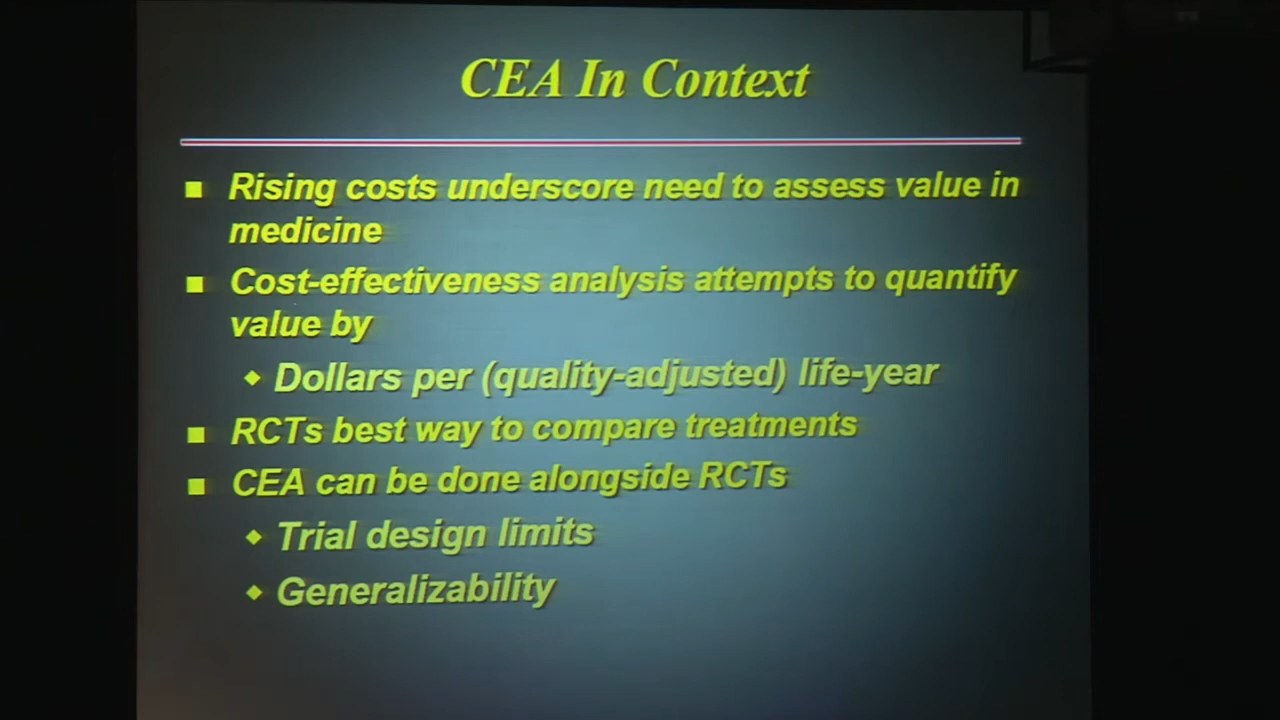 CEA In Context
Rising costs underscore need to assess value in
medicine
Cost-effectiveness analysis attempts to quantify
value by
Dollars per (quality-adjusted) life-year
RCTs best way to compare treatments
CEA can be done alongside RCTs
Trial design limits
Generalizability